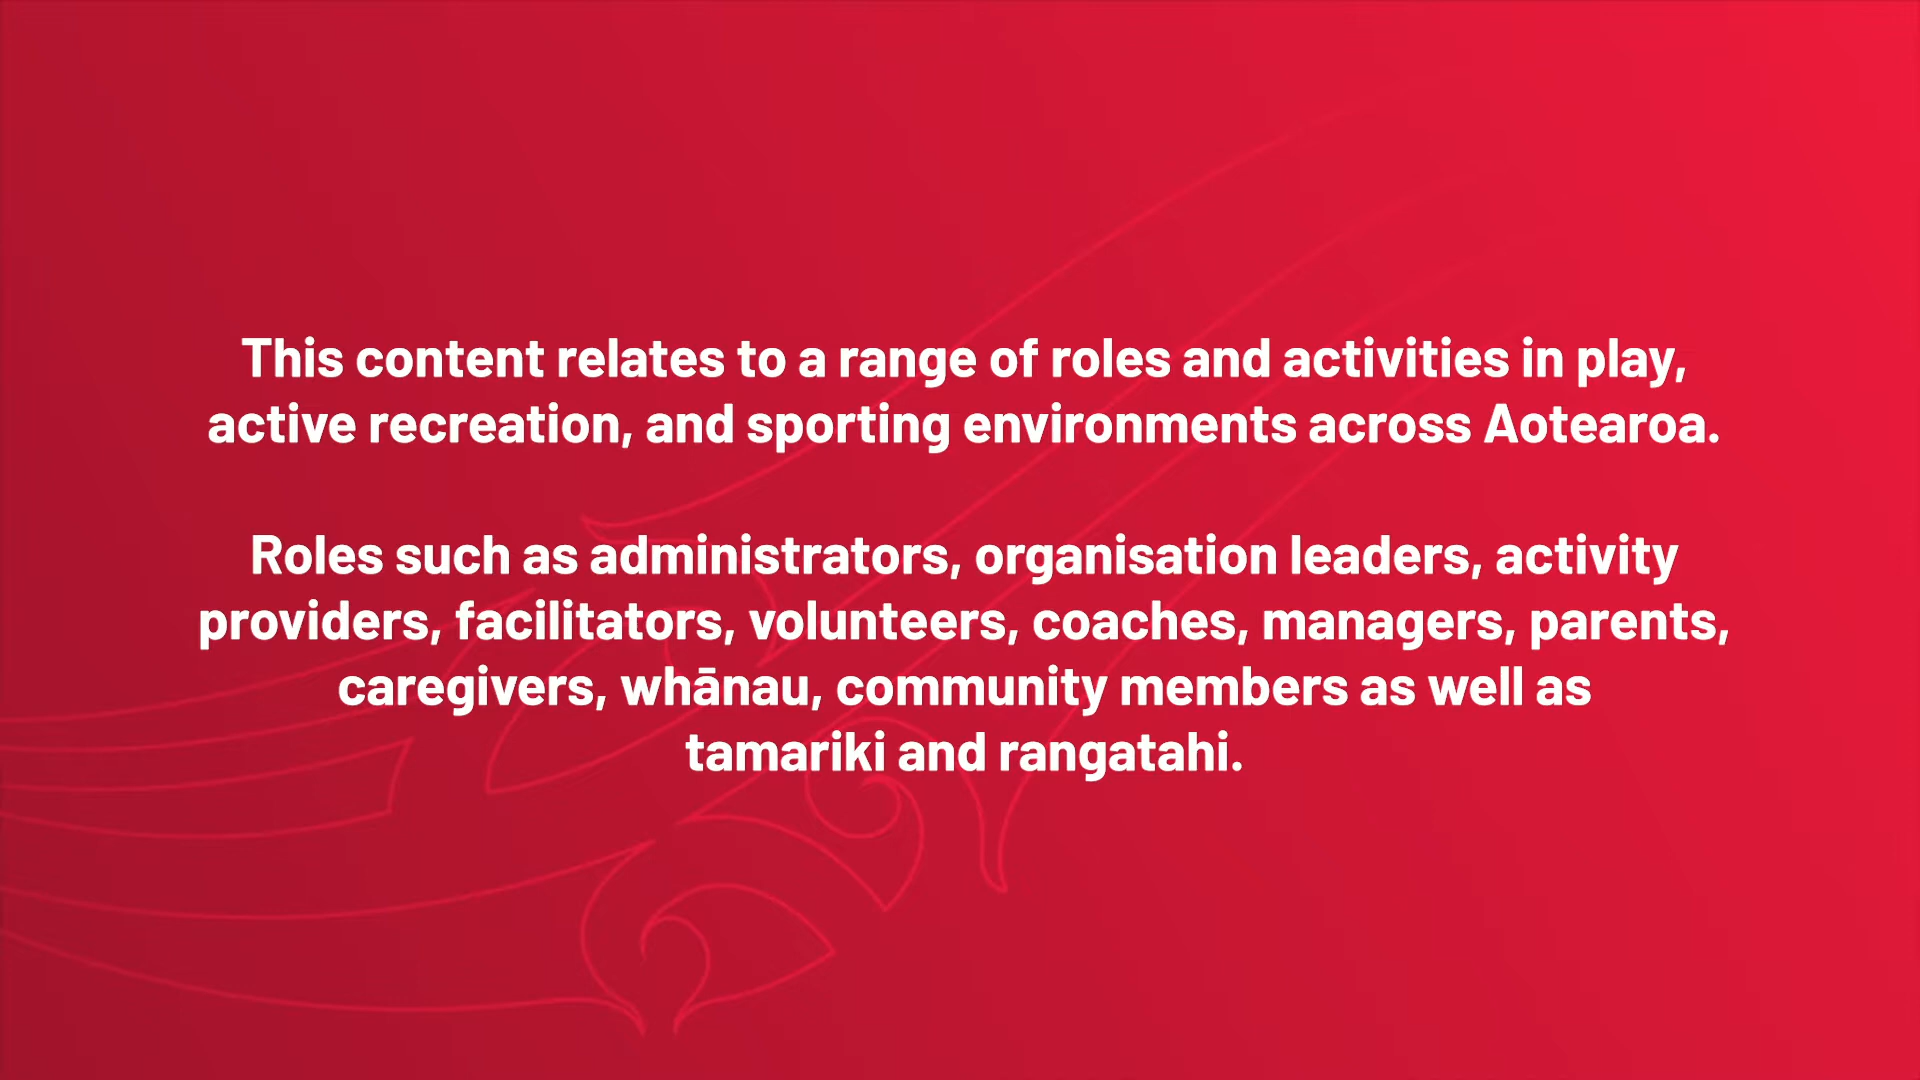 This content relates to a range of roles and activities in play,
active recreation, and sporting environments across Aotearoa.
Roles such as administrators, organisation leaders, activity
providers, facilitators, volunteers, coaches, managers, parents,
caregivers, whānau, community members as well as
tamariki and rangatahi.